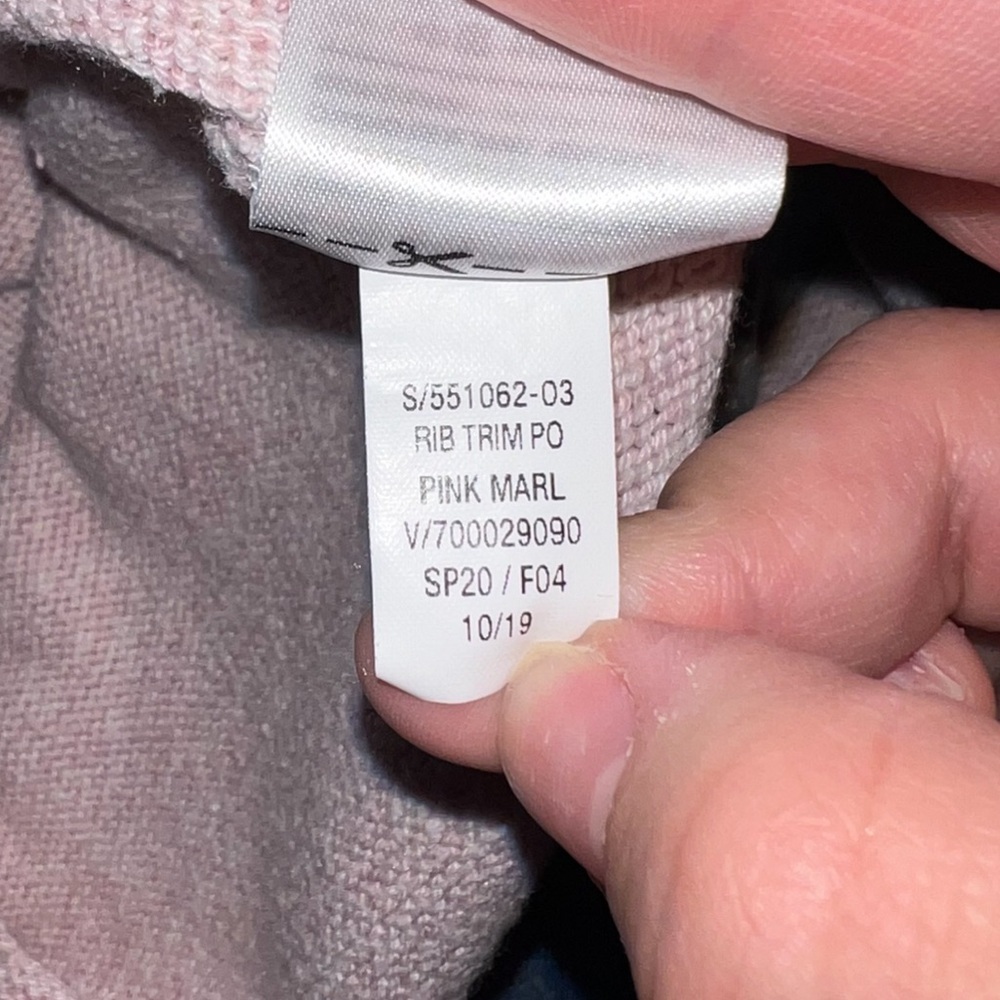 S/551062-03
RIB TRIM PO
PINK MARL
V/700029090
SP20 / F04
10/19